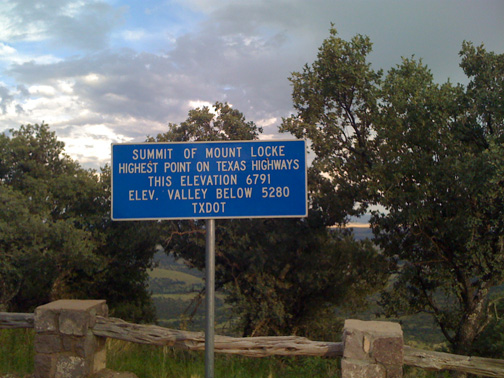 SUMMIT OF MOUNT LOCKE
HIGHEST POINT ON TEXAS HIGHWAYS
THIS ELEVATION 6791
ELEV. VALLEY BELOW 5280
TXDOT